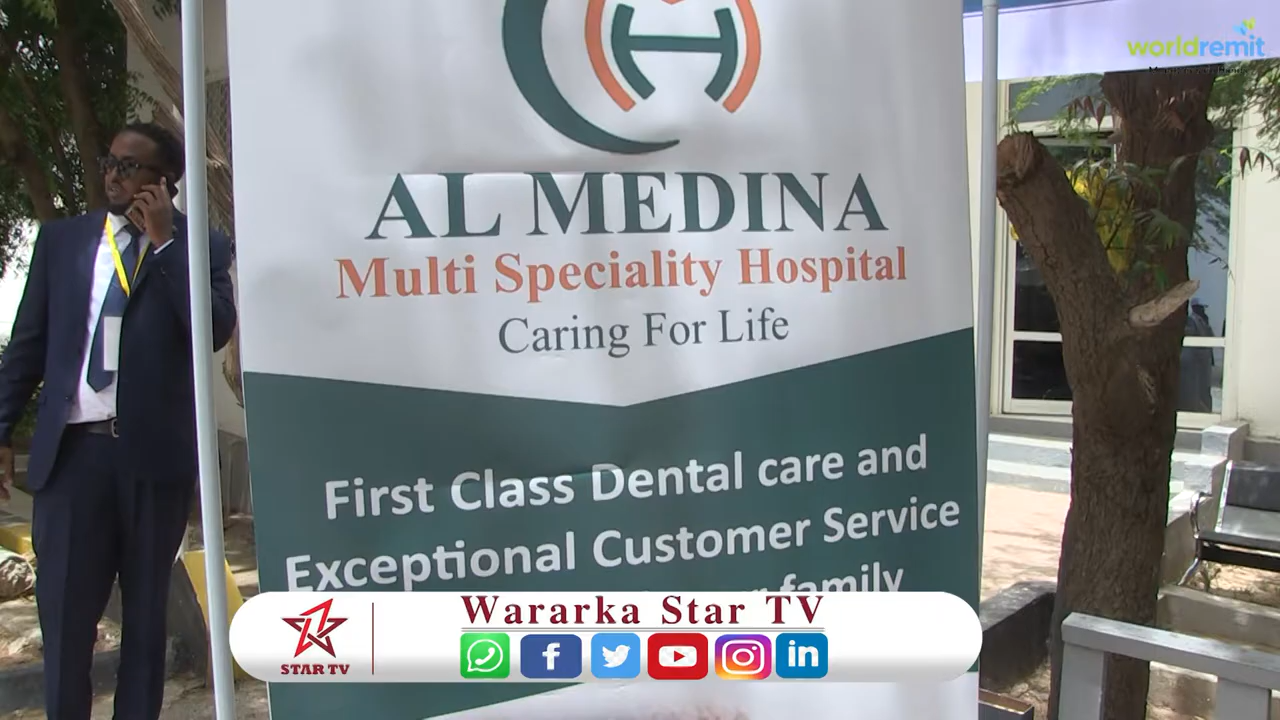 worldremit
AL MEDINA
Multi Speciality Hospital
Caring For Life
First Class Dental care and
Exceptional Customer Service
family
Wararka Star TV
STAR TV